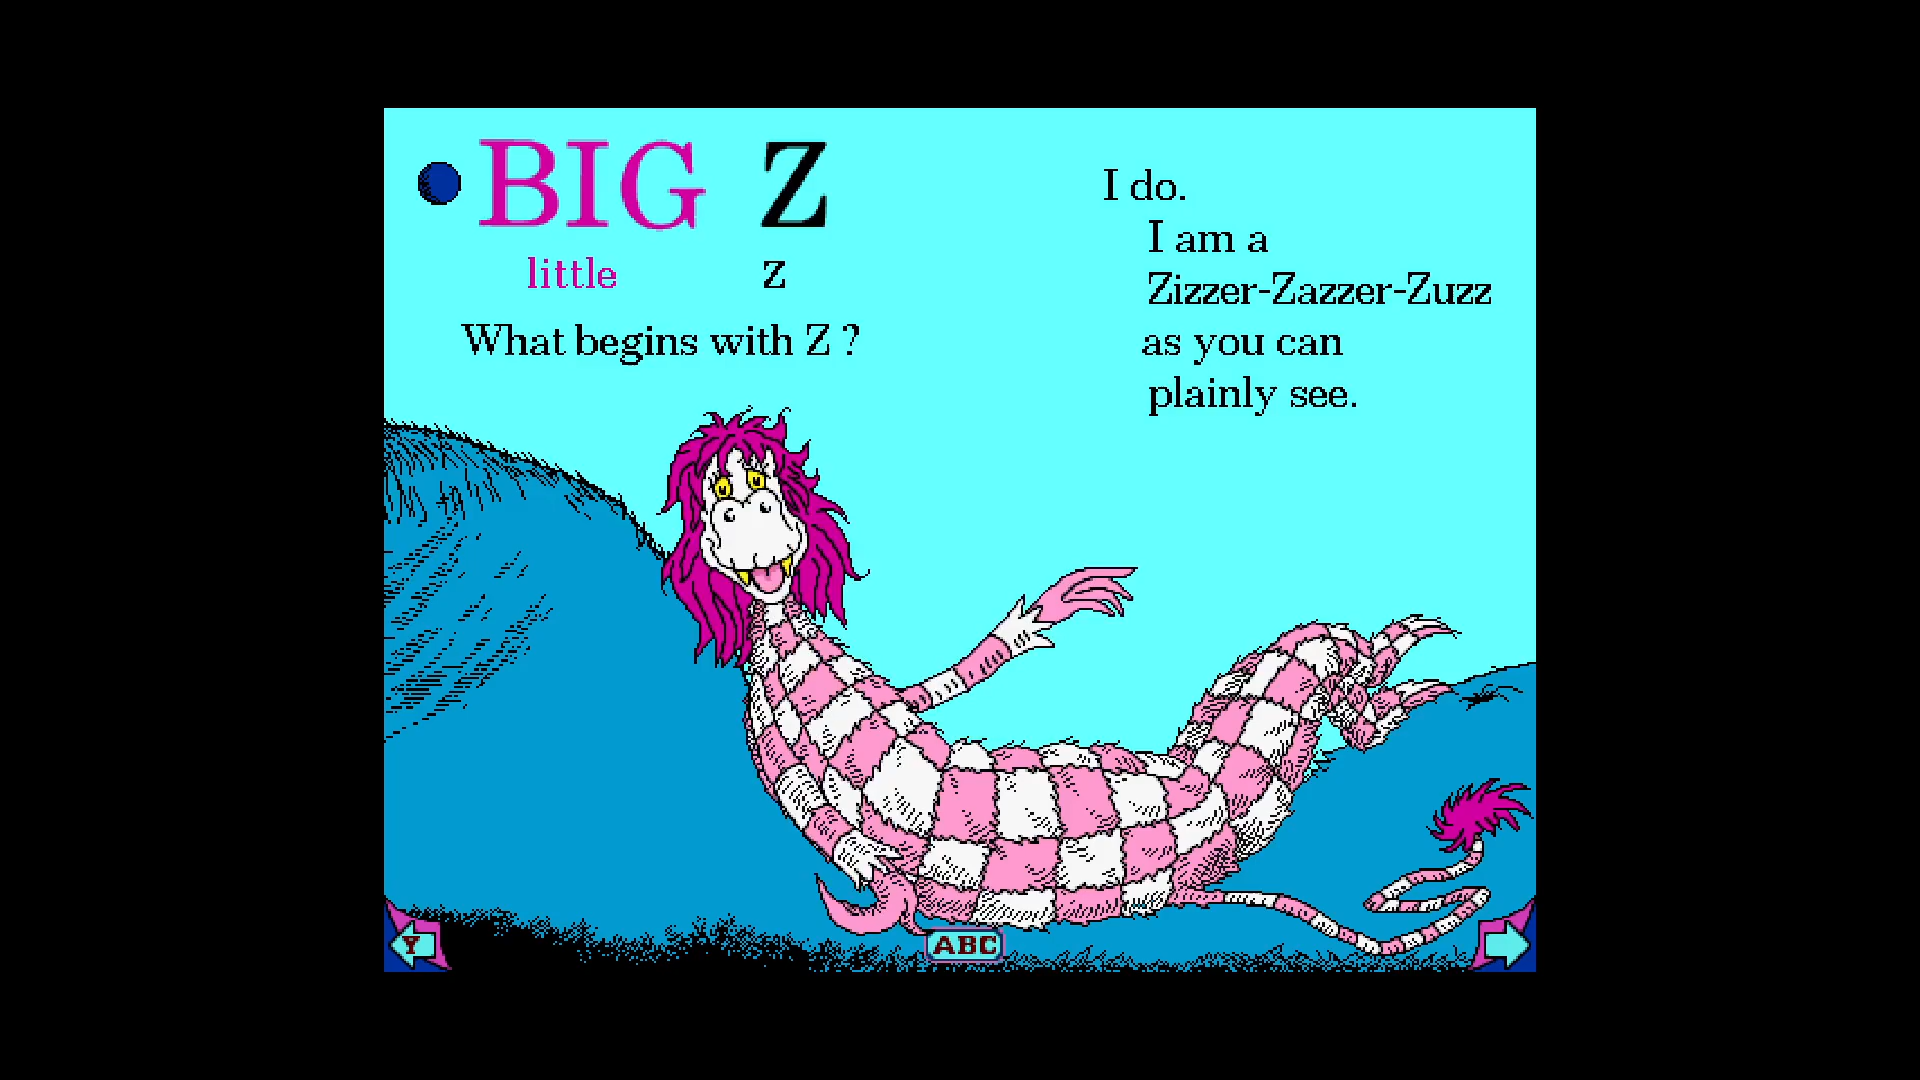 BIG Z
little z
What begins with Z ?
I do.
I am a
Zizzer-Zazzer-Zuzz
as you can
plainly see.
Y
ABC